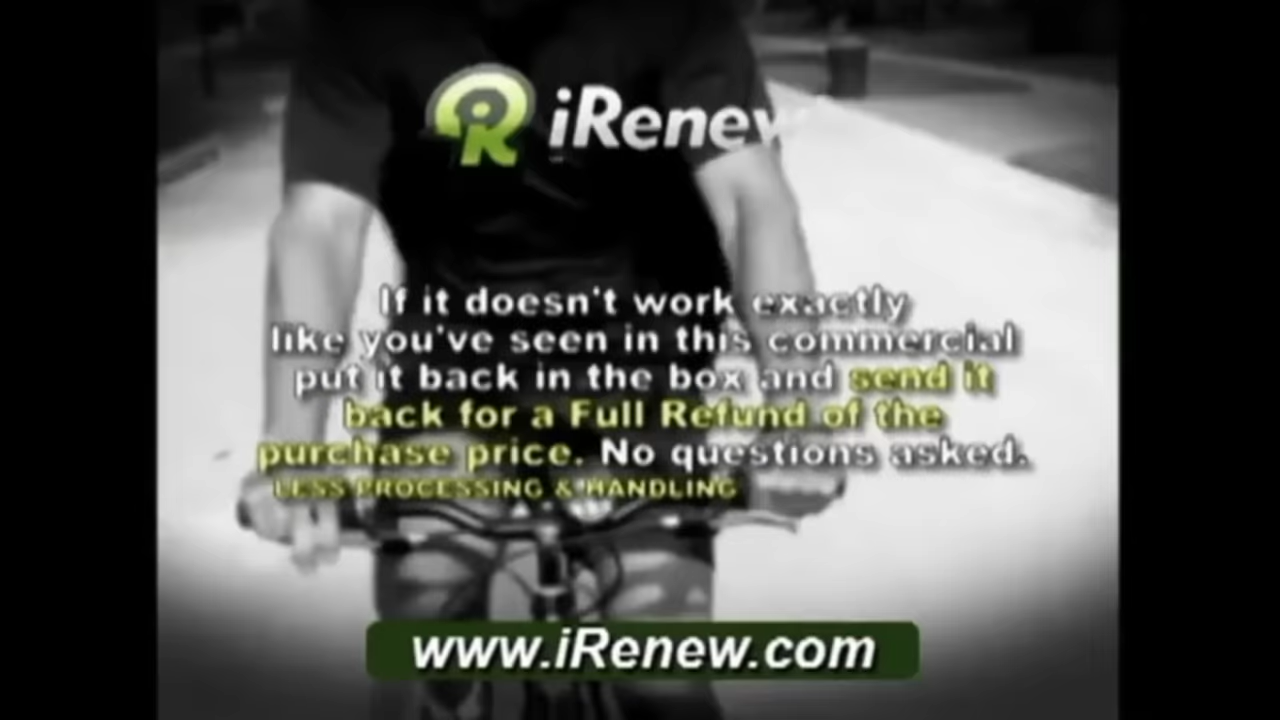 iRenew
If it doesn't work exactly
like you've seen in this commercial
put it back in the box and send it
back for a Full Refund of the
purchase price. No questions asked.
LESS PROCESSING & HANDLING
www.iRenew.com